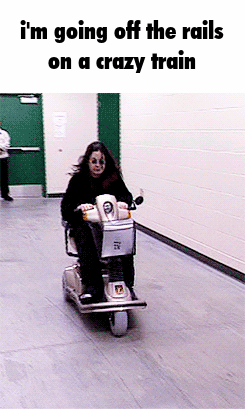 i'm going off the rails
on a crazy train